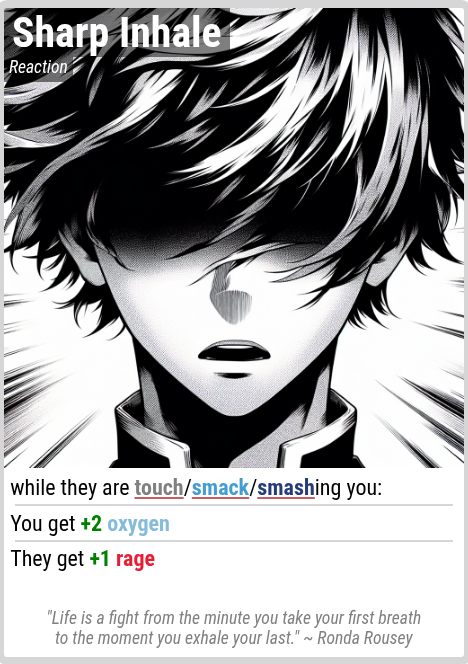 Sharp Inhale
Reaction
while they are touch/smack/smashing you:
You get +2 oxygen
They get +1 rage
"Life is a fight from the minute you take your first breath
to the moment you exhale your last." ~ Ronda Rousey